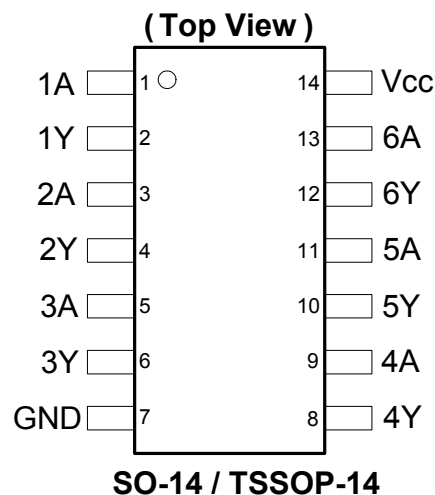 ( Top View )
1A 1 14 Vcc
1Y 2 13 6A
2A 3 12 6Y
2Y 4 11 5A
3A 5 10 5Y
3Y 6 9 4A
GND 7 8 4Y
SO-14 / TSSOP-14